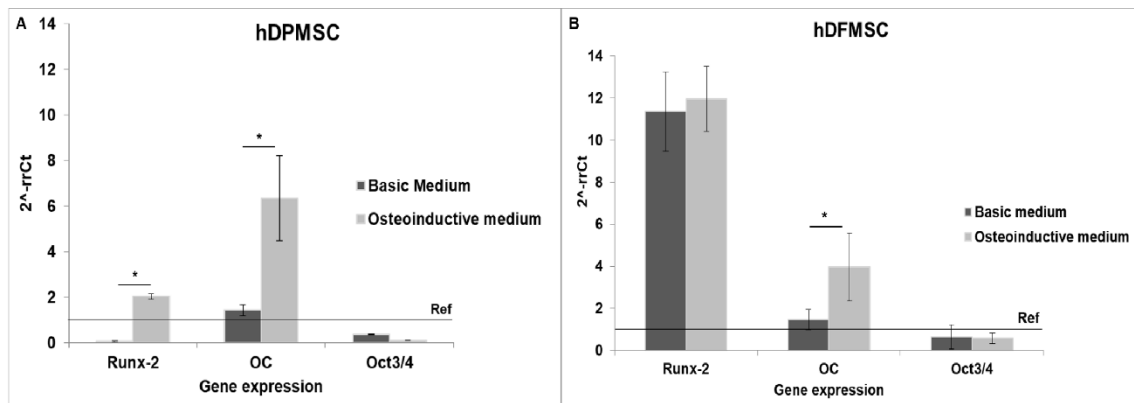 A
hDPMSC
14
12
10
8
6
4
2
0
2^-rrCt
*
*
Basic Medium
Osteoinductive medium
Ref
Runx-2 OC Oct3/4
Gene expression
B
hDFMSC
14
12
10
8
6
4
2
0
2^-rrCt
*
Basic medium
Osteoinductive medium
Ref
Runx-2 OC Oct3/4
Gene expression